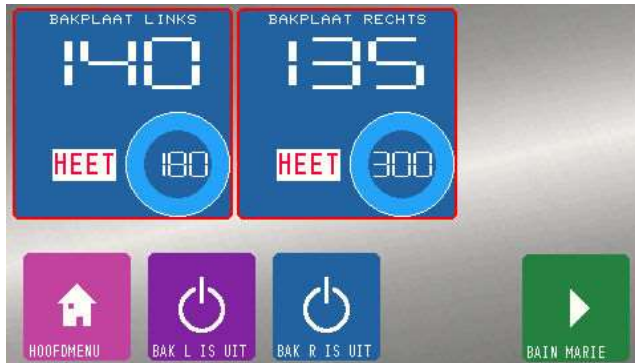 BAKPLAAT LINKS
140
HEET
180
BAKPLAAT RECHTS
135
HEET
300
HOOFDMENU
BAK L IS UIT
BAK R IS UIT
BAIN MARIE